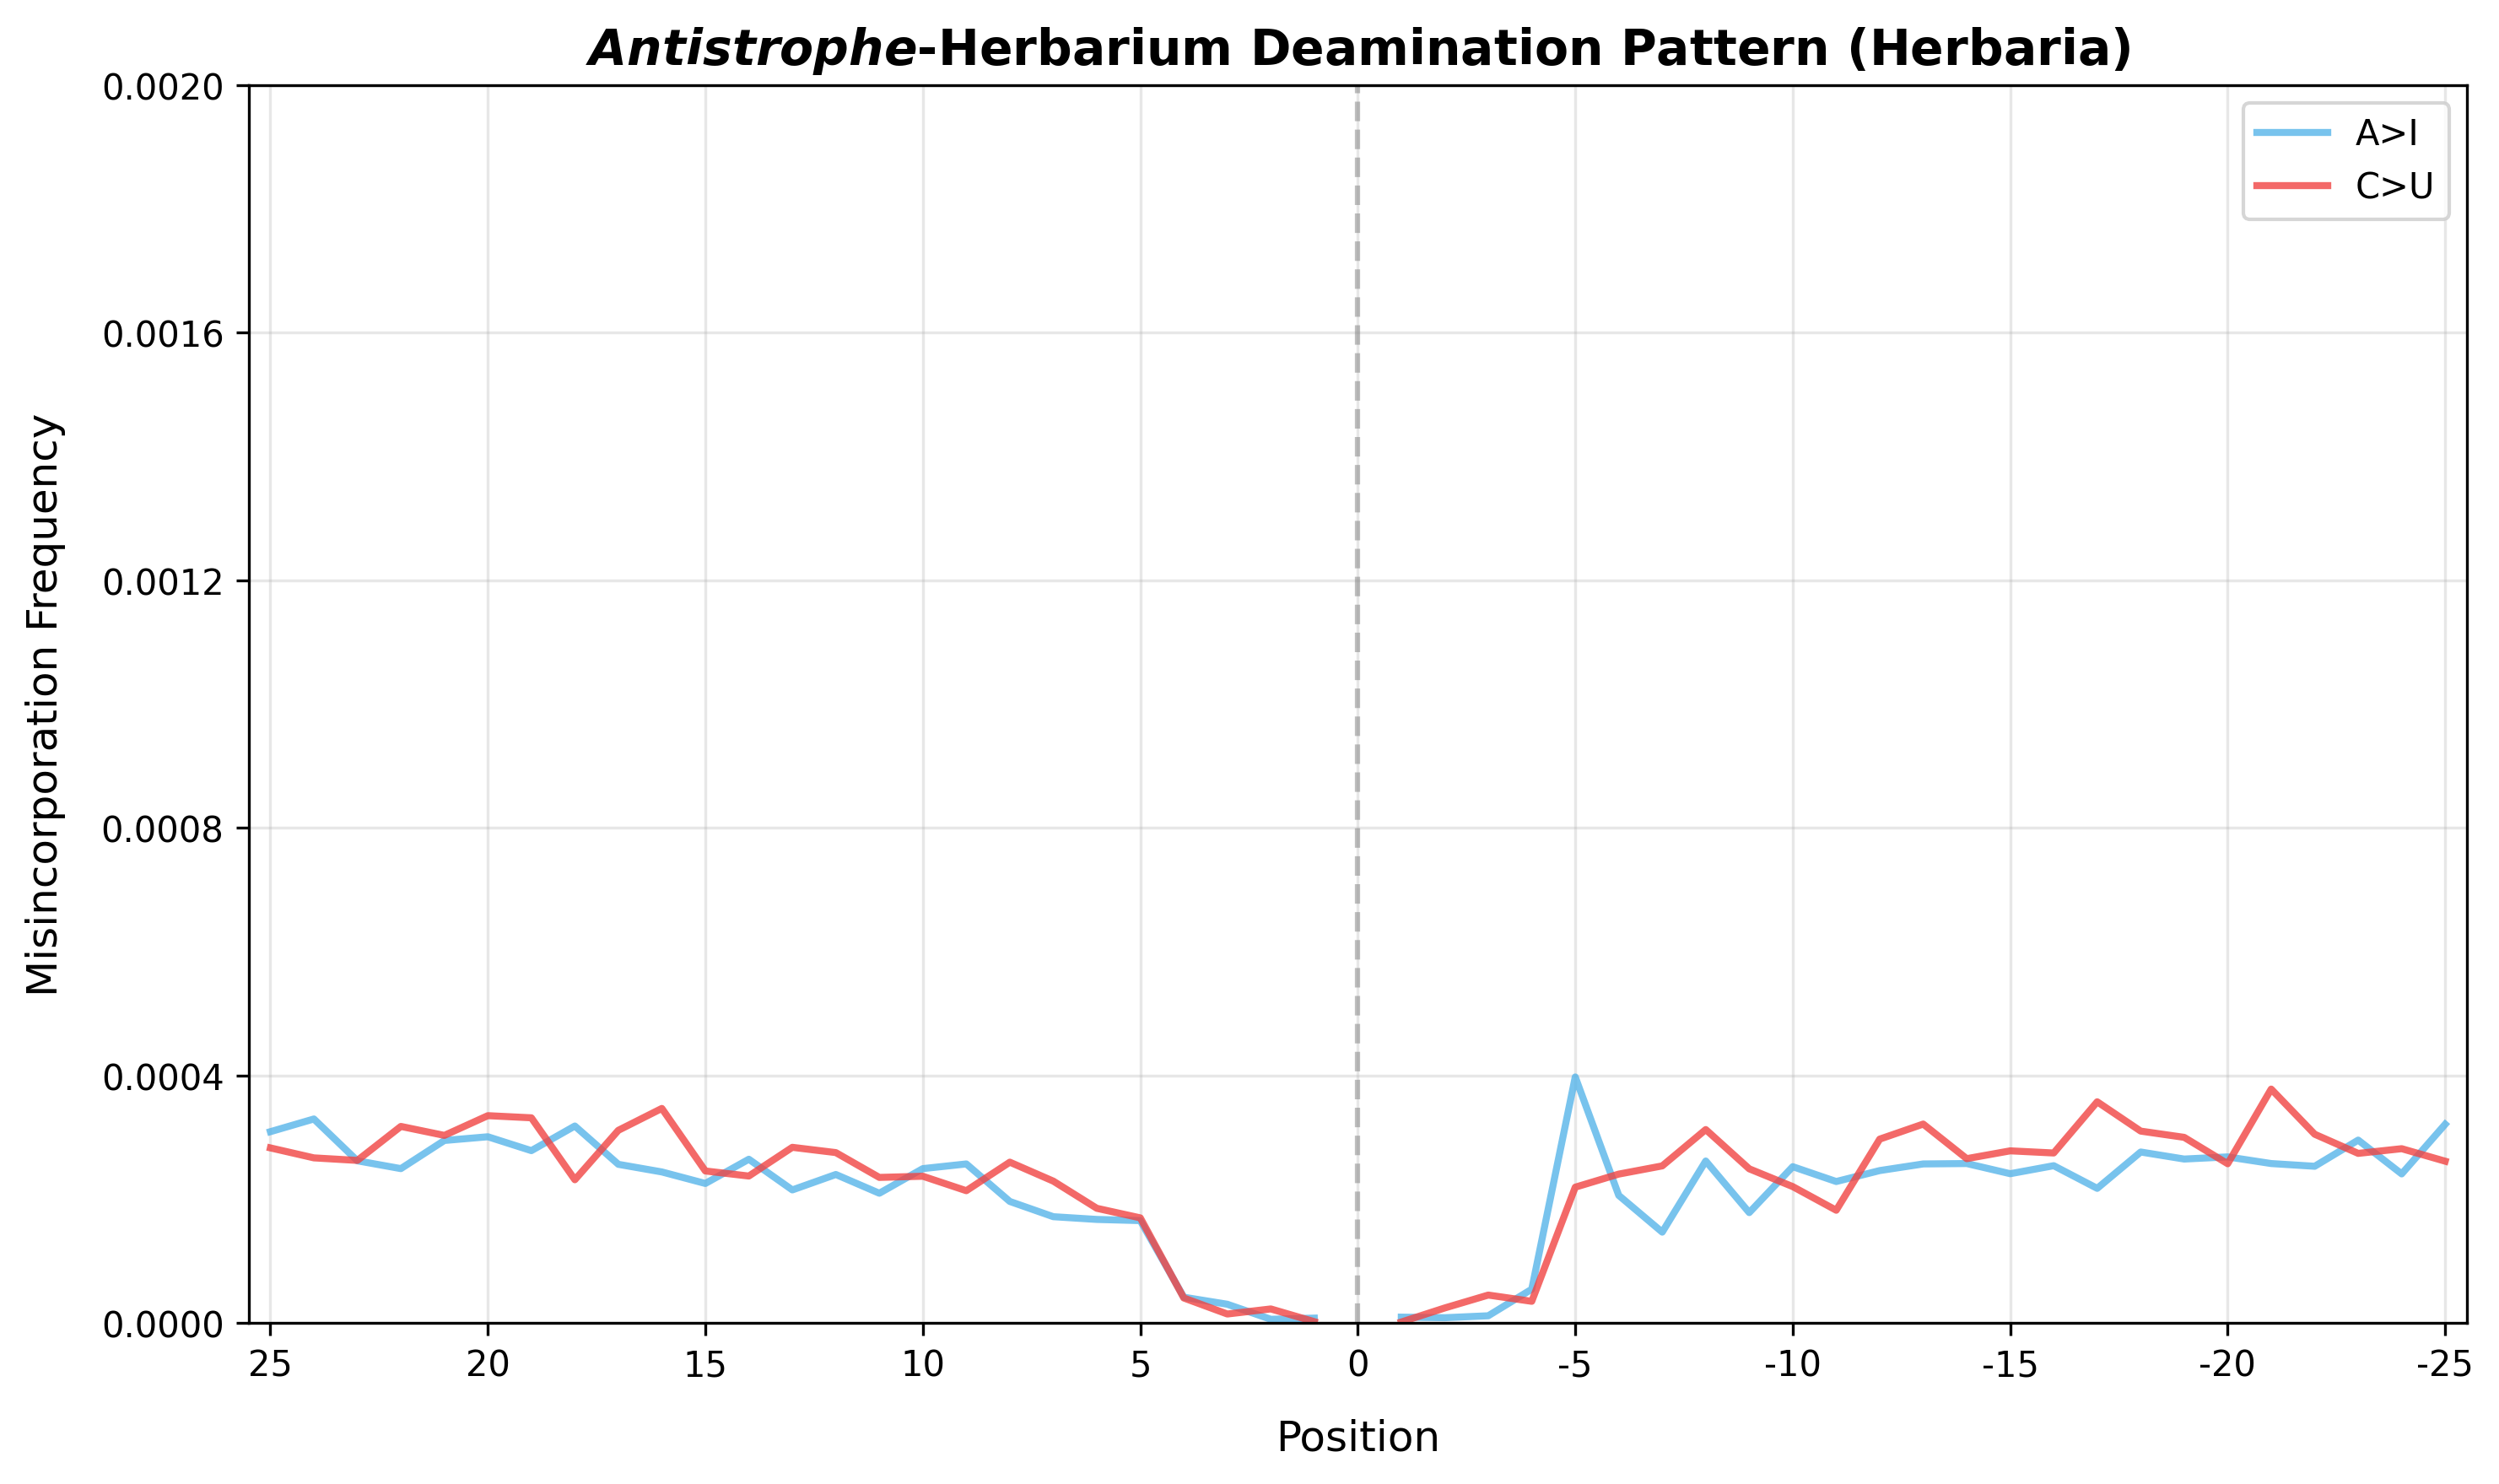 Antistrophe-Herbarium Deamination Pattern (Herbaria)
A>I
C>U
Misincorporation Frequency
0.0020
0.0016
0.0012
0.0008
0.0004
0.0000
25 20 15 10 5 0 -5 -10 -15 -20 -25
Position